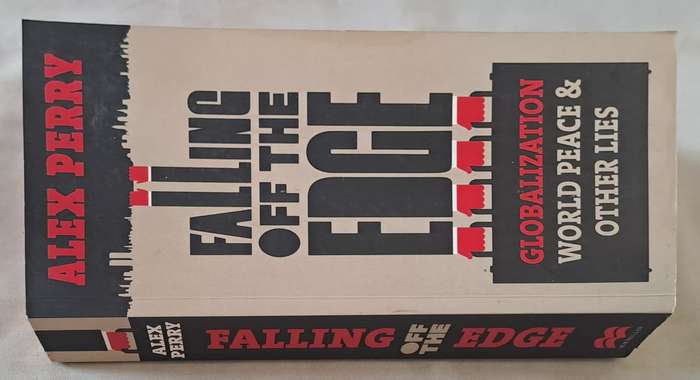 ALEX PERRY
FALLING
OFF THE
EDGE
GLOBALIZATION
WORLD PEACE &
OTHER LIES
ALEX
PERRY
FALLING OFF THE EDGE